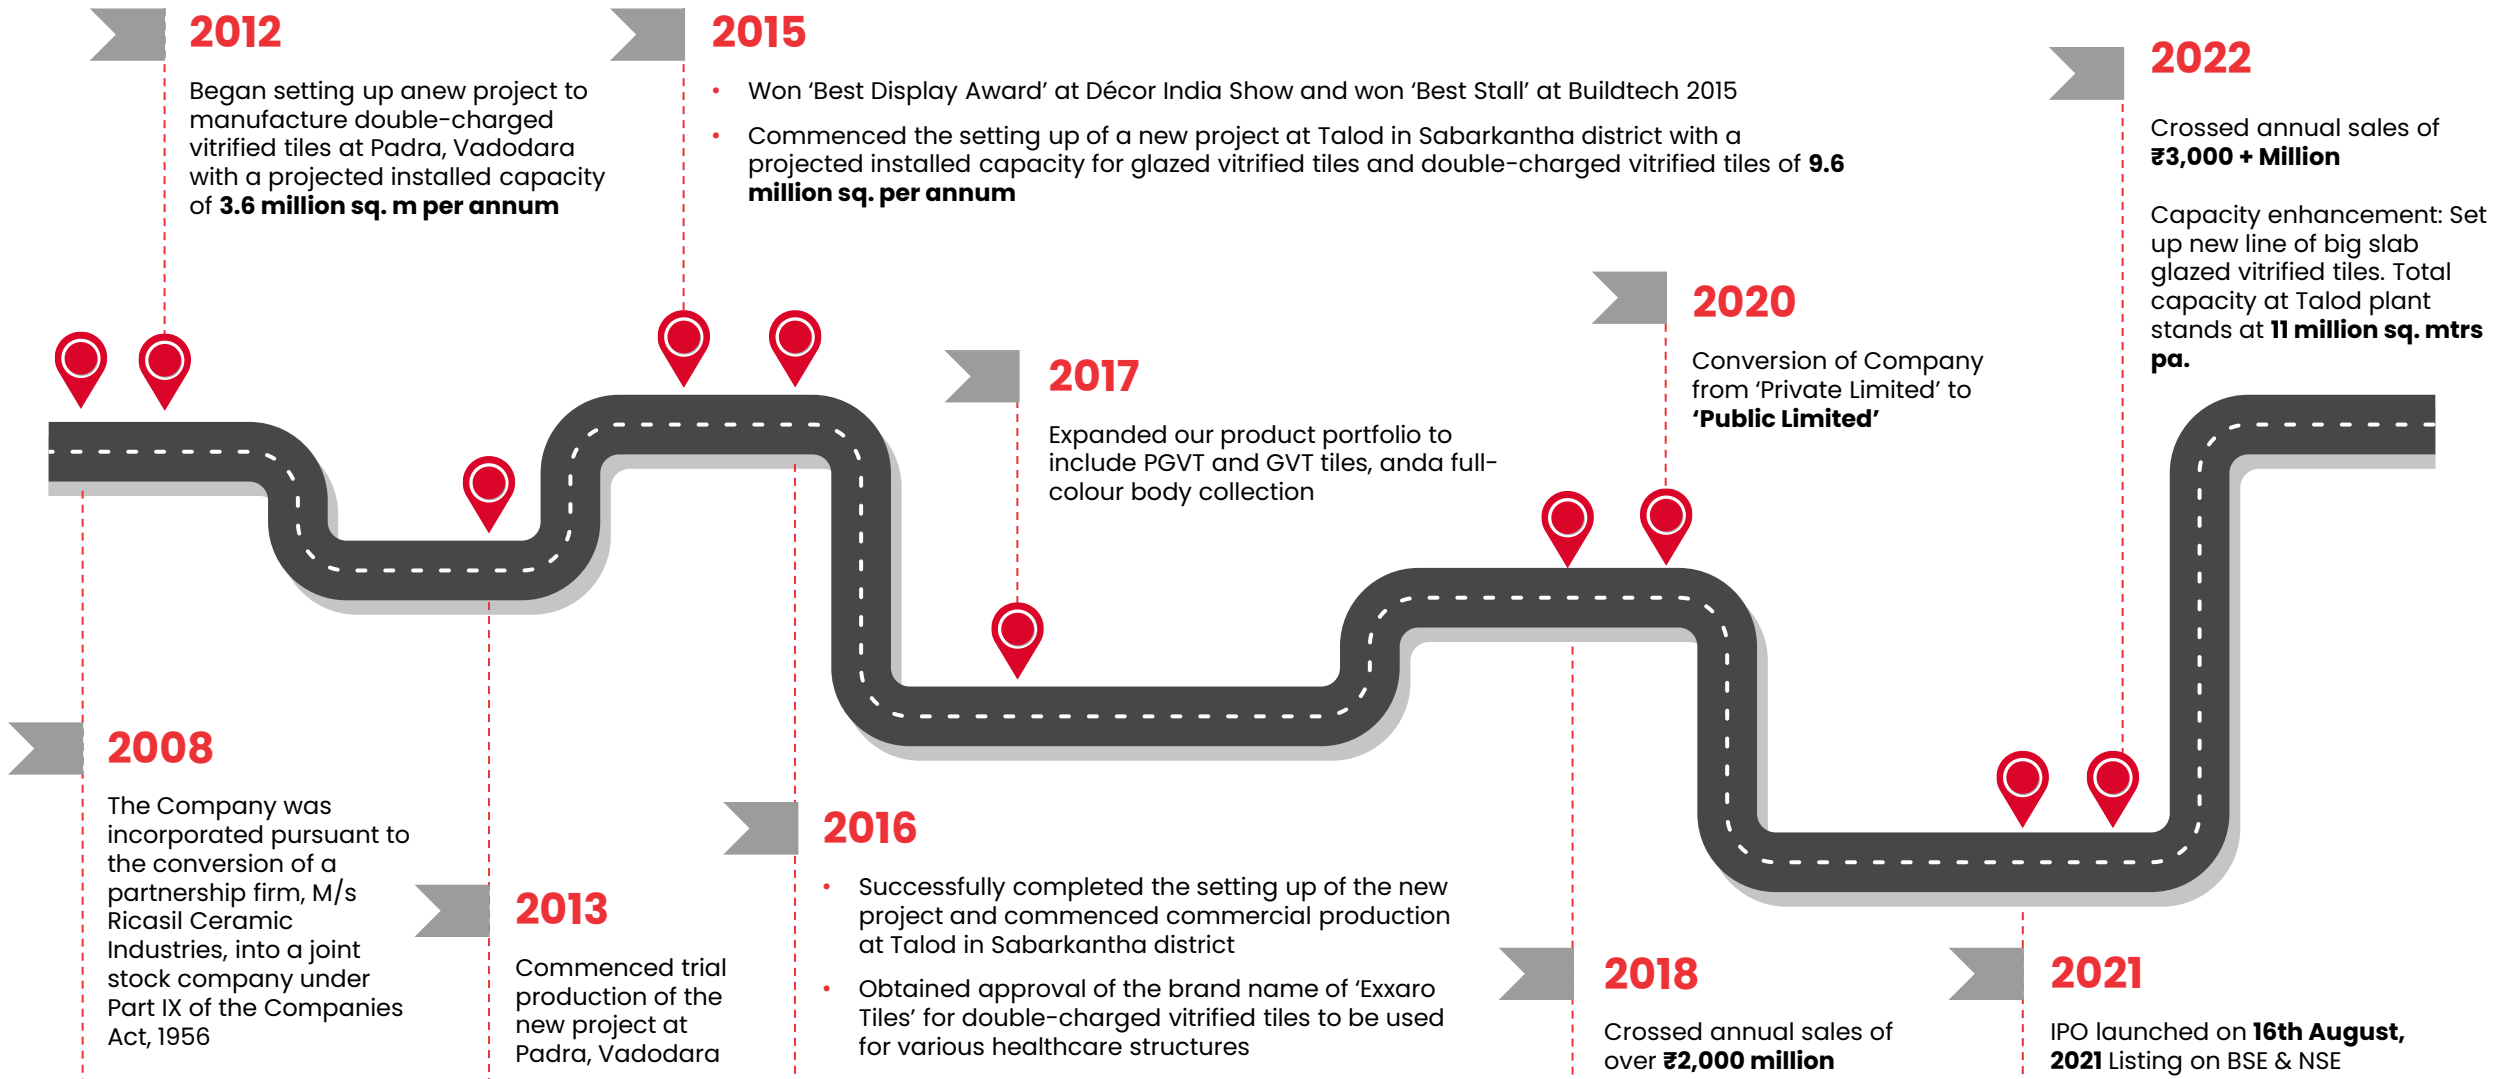 2012
Began setting up anew project to
manufacture double-charged
vitrified tiles at Padra, Vadodara
with a projected installed capacity
of 3.6 million sq. m per annum
2015
• Won ‘Best Display Award’ at Décor India Show and won ‘Best Stall’ at Buildtech 2015
• Commenced the setting up of a new project at Talod in Sabarkantha district with a
projected installed capacity for glazed vitrified tiles and double-charged vitrified tiles of 9.6
million sq. per annum
2022
Crossed annual sales of
₹3,000 + Million
Capacity enhancement: Set
up new line of big slab
glazed vitrified tiles. Total
capacity at Talod plant
stands at 11 million sq. mtrs
pa.
2020
Conversion of Company
from ‘Private Limited’ to
‘Public Limited’
2017
Expanded our product portfolio to
include PGVT and GVT tiles, anda full-
colour body collection
2008
The Company was
incorporated pursuant to
the conversion of a
partnership firm, M/s
Ricasil Ceramic
Industries, into a joint
stock company under
Part IX of the Companies
Act, 1956
2013
Commenced trial
production of the
new project at
Padra, Vadodara
2016
• Successfully completed the setting up of the new
project and commenced commercial production
at Talod in Sabarkantha district
• Obtained approval of the brand name of ‘Exxaro
Tiles’ for double-charged vitrified tiles to be used
for various healthcare structures
2018
Crossed annual sales of
over ₹2,000 million
2021
IPO launched on 16th August,
2021 Listing on BSE & NSE